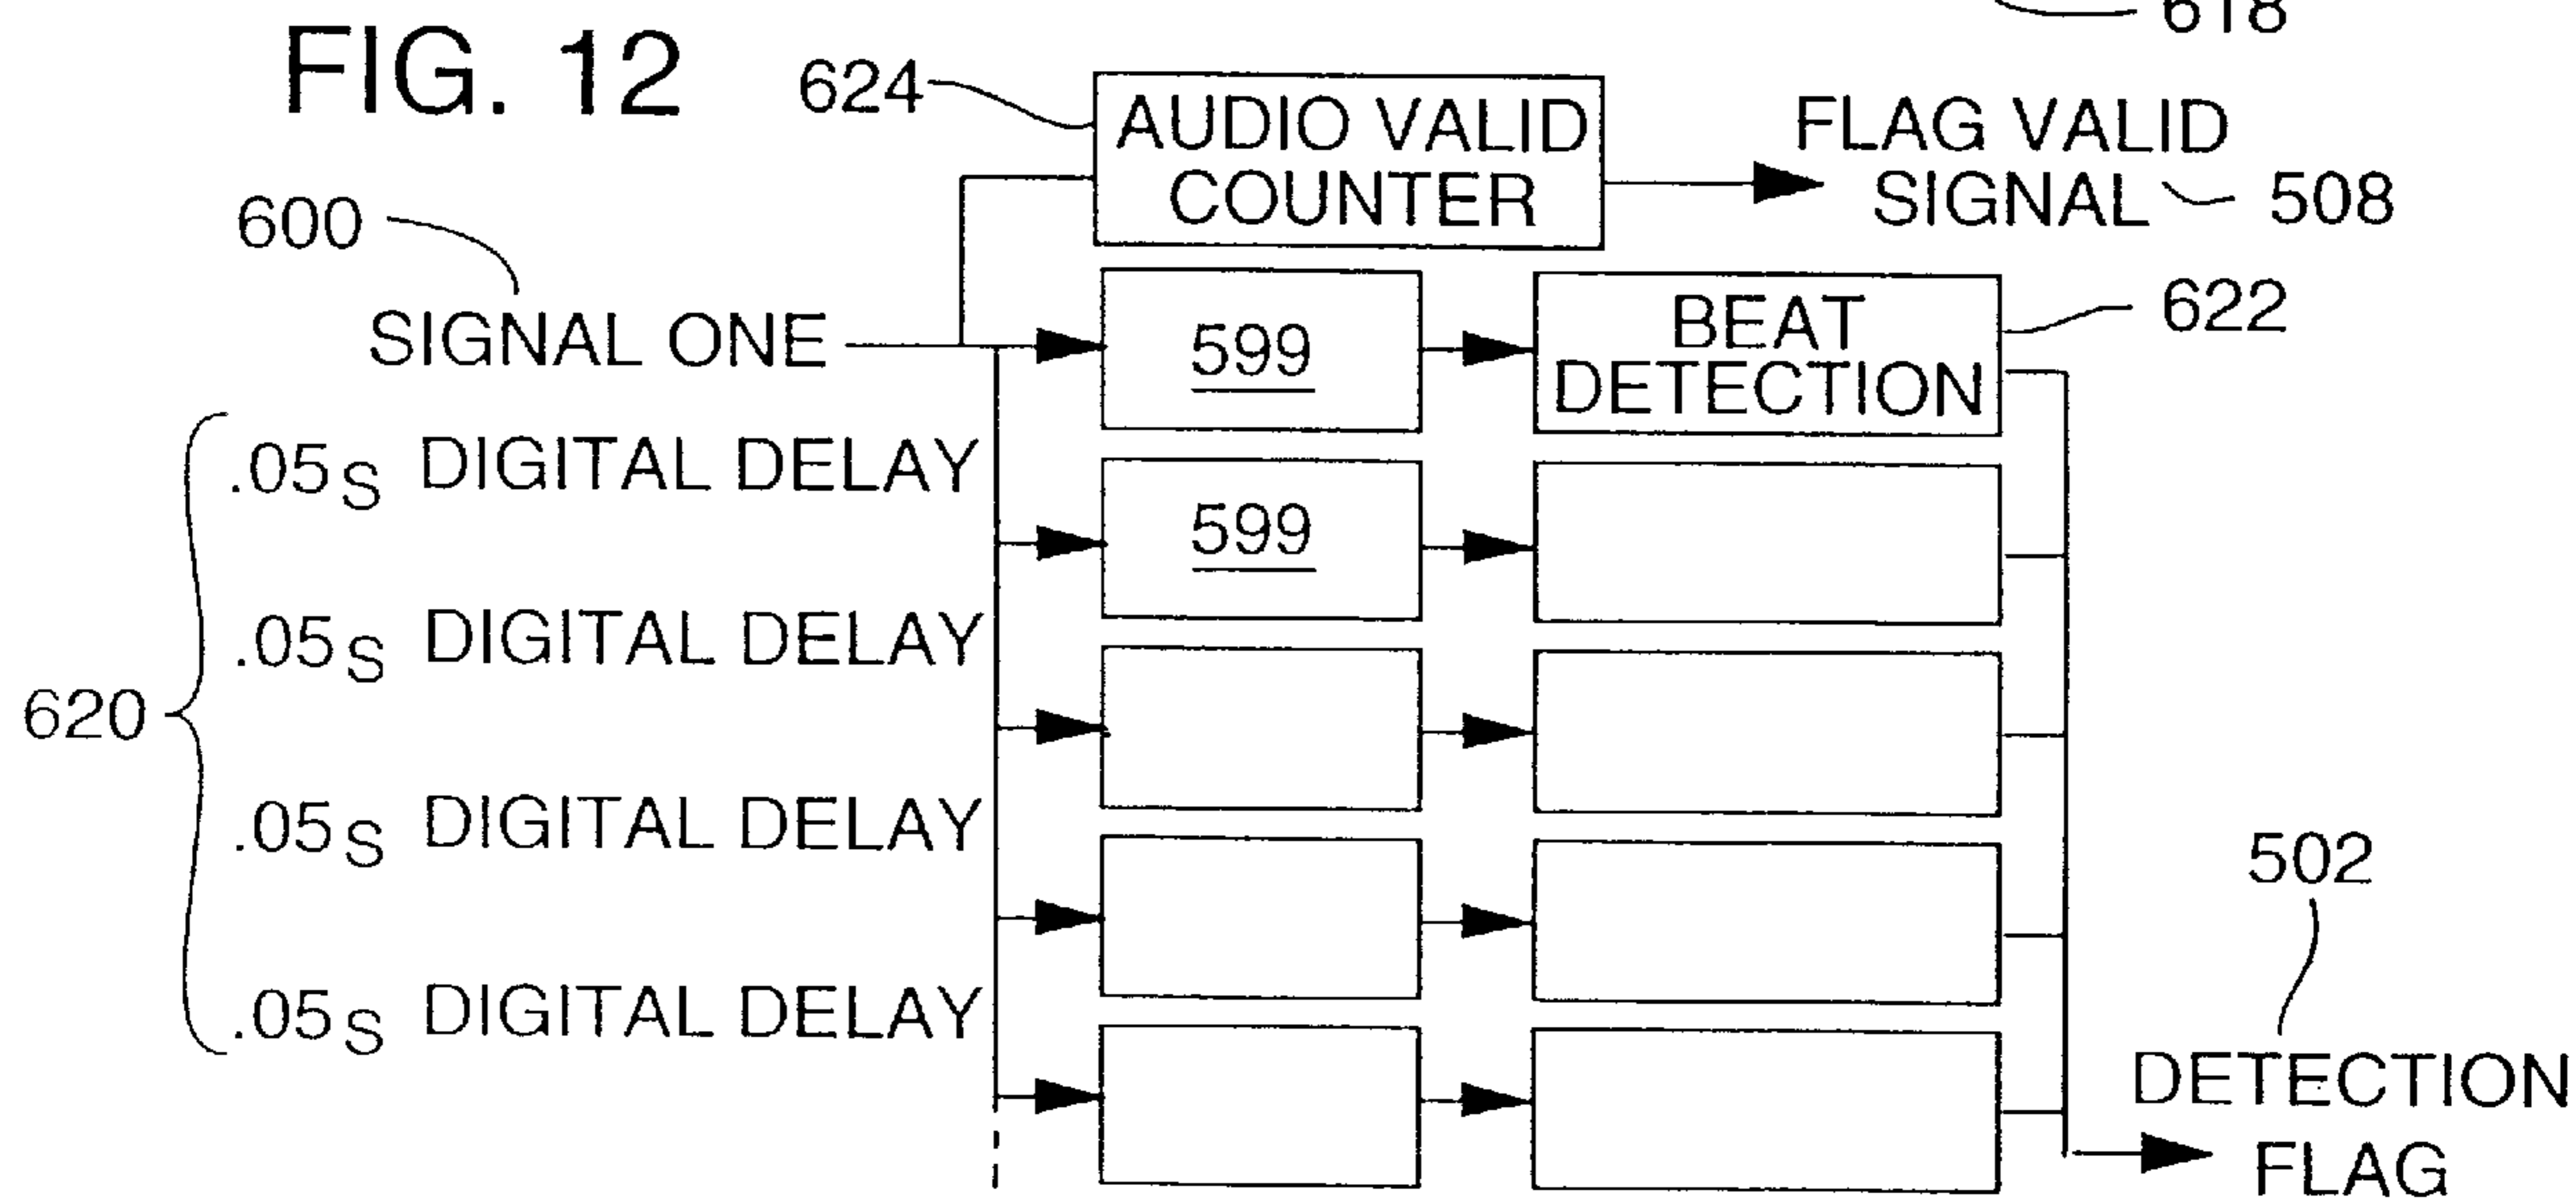 618
FIG. 12
624
AUDIO VALID
COUNTER
FLAG VALID
SIGNAL
508
600
SIGNAL ONE
599
BEAT
DETECTION
622
.05s DIGITAL DELAY
599
.05s DIGITAL DELAY
620
.05s DIGITAL DELAY
502
.05s DIGITAL DELAY
DETECTION
FLAG